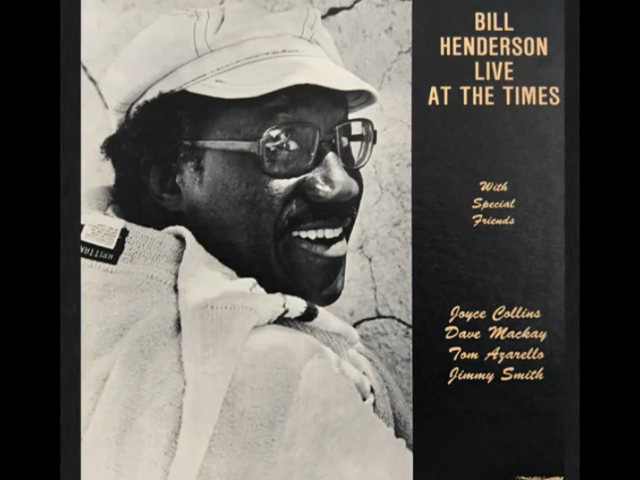 BILL
HENDERSON
LIVE
AT THE TIMES
With
Special
Friends
Joyce Collins
Dave Mackay
Tom Azarello
Jimmy Smith